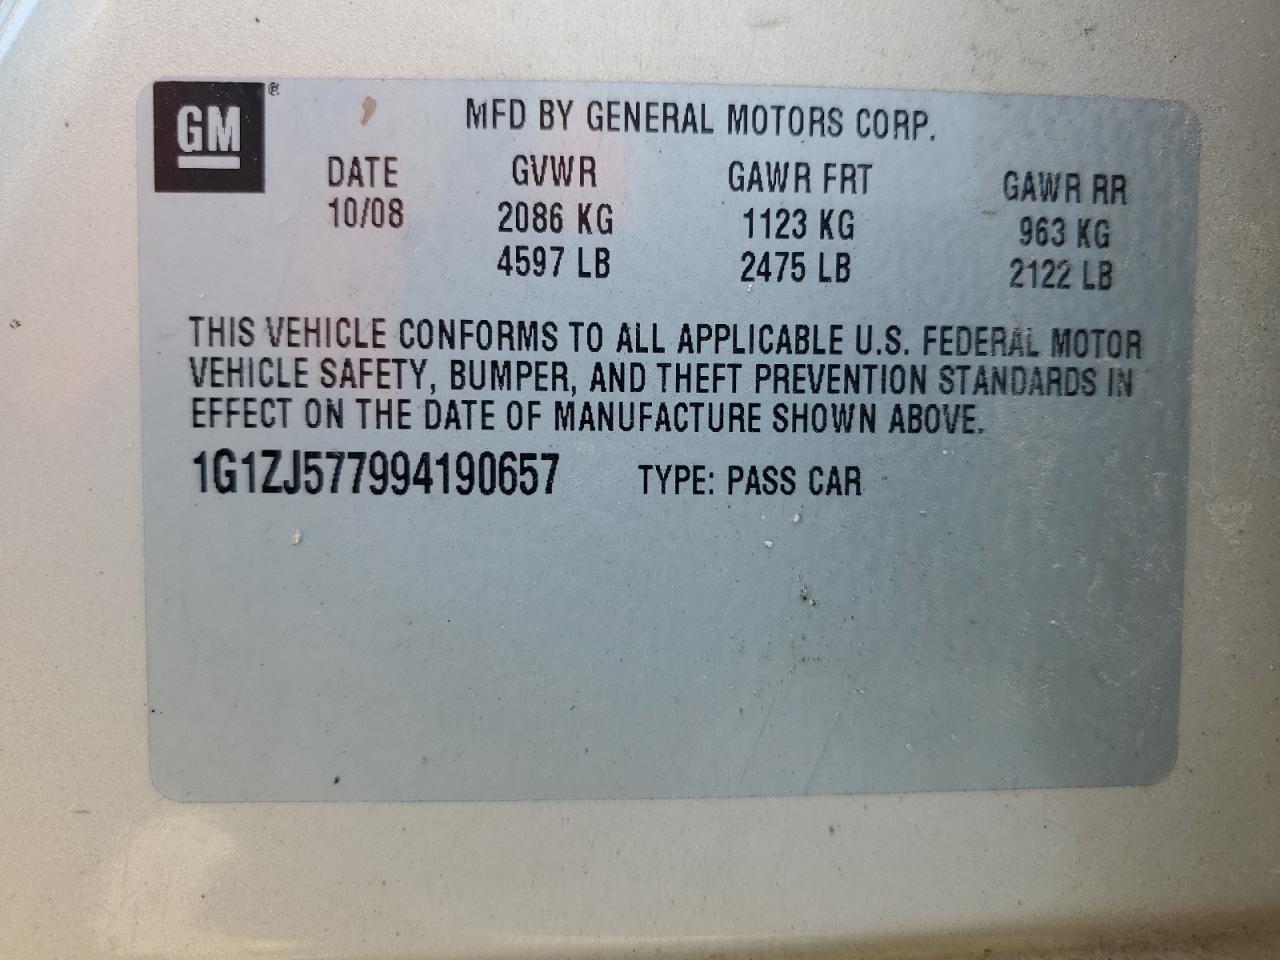 GM ®
MFD BY GENERAL MOTORS CORP.
DATE GVWR GAWR FRT GAWR RR
10/08 2086 KG 1123 KG 963 KG
4597 LB 2475 LB 2122 LB
THIS VEHICLE CONFORMS TO ALL APPLICABLE U.S. FEDERAL MOTOR
VEHICLE SAFETY, BUMPER, AND THEFT PREVENTION STANDARDS IN
EFFECT ON THE DATE OF MANUFACTURE SHOWN ABOVE.
1G1ZJ577994190657 TYPE: PASS CAR